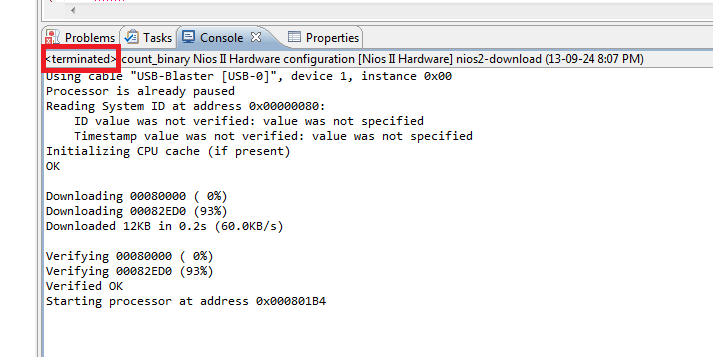 Problems Tasks Console Properties
<terminated> count_binary Nios II Hardware configuration [Nios II Hardware] nios2-download (13-09-24 8:07 PM)
Using cable "USB-Blaster [USB-0]", device 1, instance 0x00
Processor is already paused
Reading System ID at address 0x00000080:
ID value was not verified: value was not specified
Timestamp value was not verified: value was not specified
Initializing CPU cache (if present)
OK
Downloading 00080000 ( 0%)
Downloading 00082ED0 (93%)
Downloaded 12KB in 0.2s (60.0KB/s)
Verifying 00080000 ( 0%)
Verifying 00082ED0 (93%)
Verified OK
Starting processor at address 0x000801B4